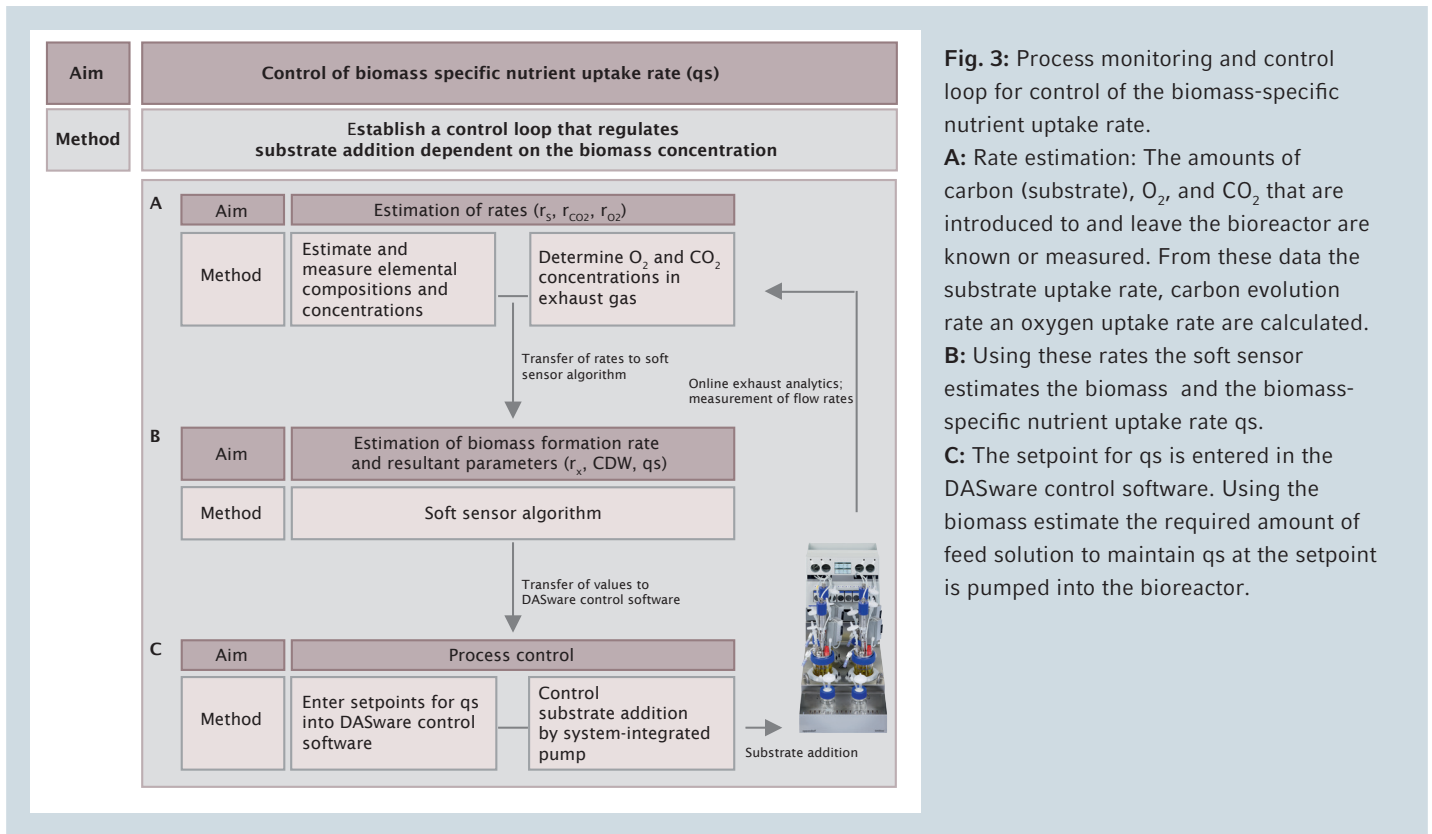 Aim
Control of biomass specific nutrient uptake rate (qs)
Method
Establish a control loop that regulates
substrate addition dependent on the biomass concentration
A
Aim
Estimation of rates (rS, rCO2, rO2)
Method
Estimate and
measure elemental
compositions and
concentrations
Determine O2 and CO2
concentrations in
exhaust gas
Transfer of rates to soft
sensor algorithm
Online exhaust analytics;
measurement of flow rates
B
Aim
Estimation of biomass formation rate
and resultant parameters (rx, CDW, qs)
Method
Soft sensor algorithm
Transfer of values to
DASware control software
C
Aim
Process control
Method
Enter setpoints for qs
into DASware control
software
Control
substrate addition
by system-integrated
pump
Substrate addition
Fig. 3: Process monitoring and control
loop for control of the biomass-specific
nutrient uptake rate.
A: Rate estimation: The amounts of
carbon (substrate), O2, and CO2 that are
introduced to and leave the bioreactor are
known or measured. From these data the
substrate uptake rate, carbon evolution
rate an oxygen uptake rate are calculated.
B: Using these rates the soft sensor
estimates the biomass  and the biomass-
specific nutrient uptake rate qs.
C: The setpoint for qs is entered in the
DASware control software. Using the
biomass estimate the required amount of
feed solution to maintain qs at the setpoint
is pumped into the bioreactor.